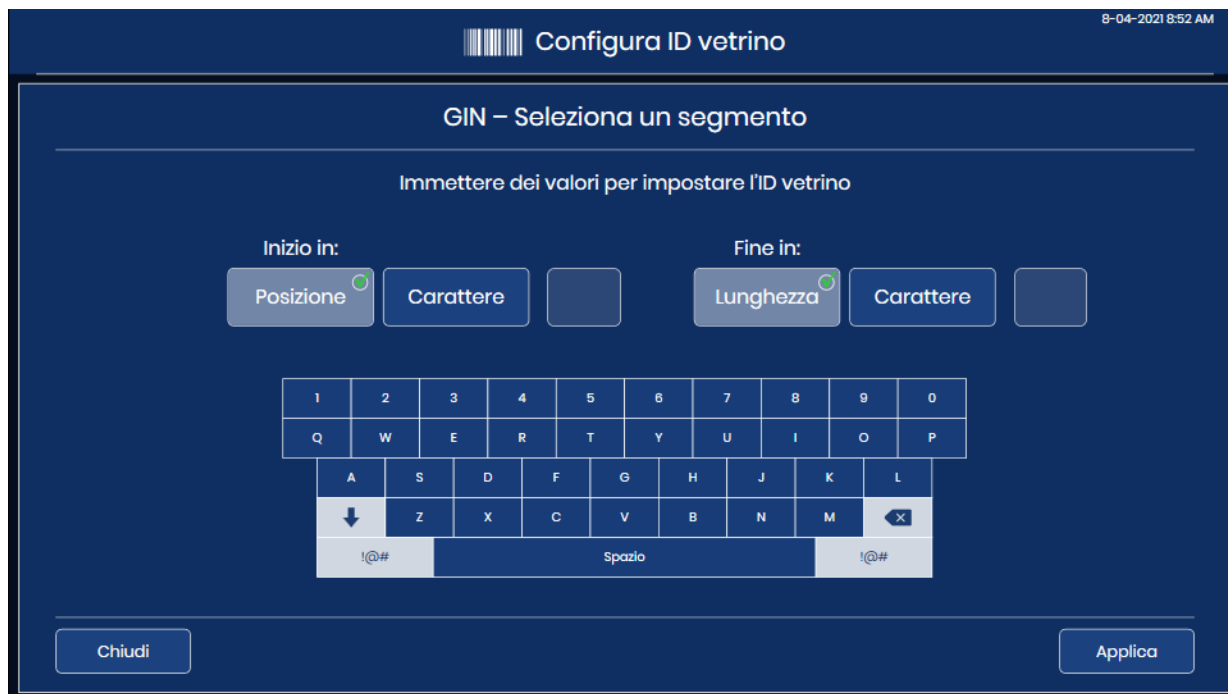 8-04-2021 8:52 AM
Configura ID vetrino
GIN – Seleziona un segmento
Immettere dei valori per impostare l'ID vetrino
Inizio in: Fine in:
Posizione Carattere Lunghezza Carattere
1 2 3 4 5 6 7 8 9 0
Q W E R T Y U I O P
A S D F G H J K L
Z X C V B N M
!@# Spazio !@#
Chiudi Applica